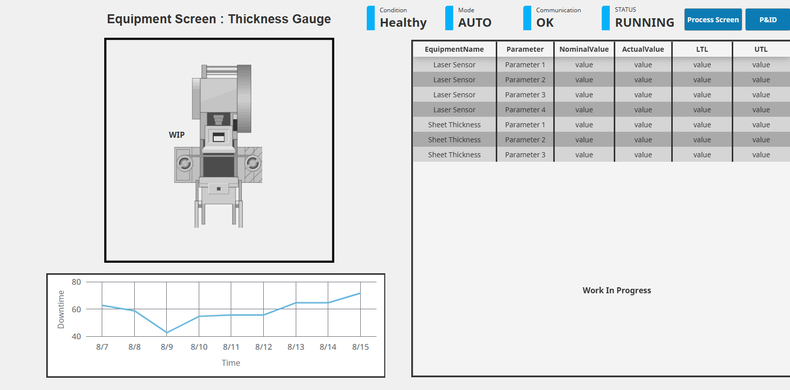 Equipment Screen : Thickness Gauge
Condition
Healthy
Mode
AUTO
Communication
OK
STATUS
RUNNING
Process Screen
P&ID
WIP
EquipmentName Parameter NominalValue ActualValue LTL UTL
Laser Sensor Parameter 1 value value value value
Laser Sensor Parameter 2 value value value value
Laser Sensor Parameter 3 value value value value
Laser Sensor Parameter 4 value value value value
Sheet Thickness Parameter 1 value value value value
Sheet Thickness Parameter 2 value value value value
Sheet Thickness Parameter 3 value value value value
Work In Progress
Downtime
80
60
40
8/7 8/8 8/9 8/10 8/11 8/12 8/13 8/14 8/15
Time